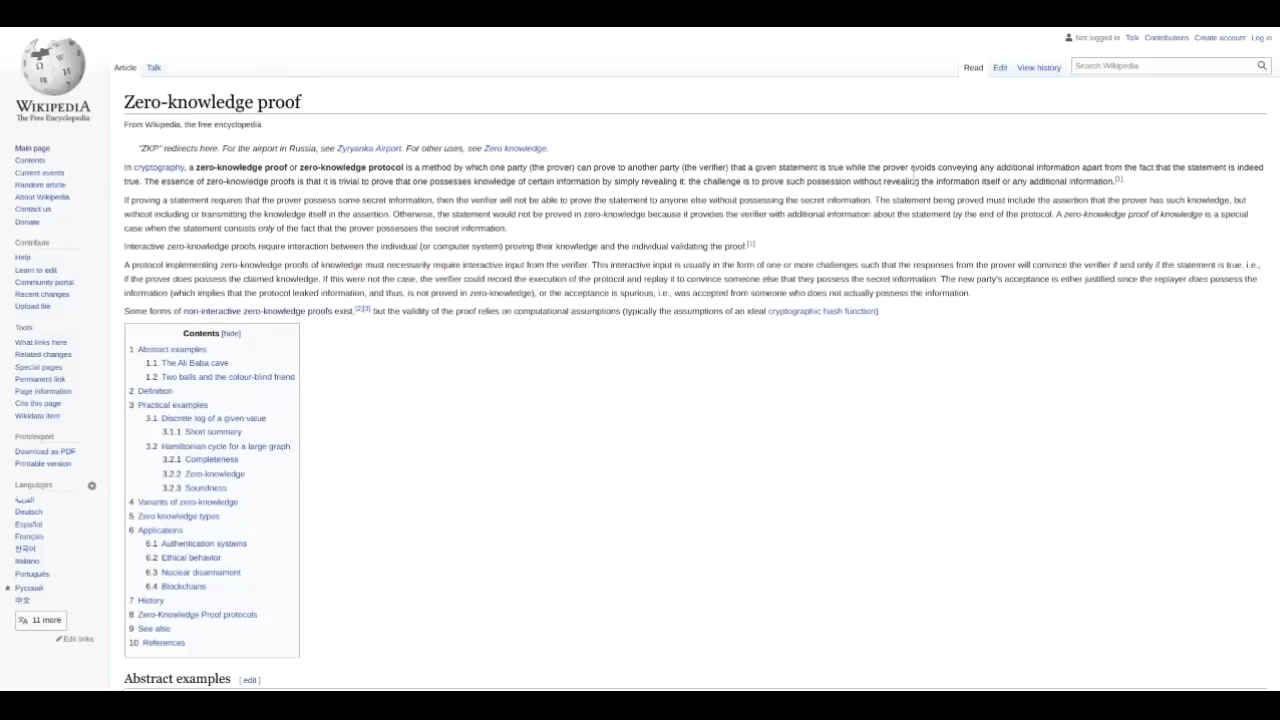 Not logged in Talk Contributions Create account Log in
Article Talk Read Edit View history Search Wikipedia
WIKIPEDIA
The Free Encyclopedia
Main page
Contents
Current events
Random article
About Wikipedia
Contact us
Donate
Contribute
Help
Learn to edit
Community portal
Recent changes
Upload file
Tools
What links here
Related changes
Special pages
Permanent link
Page information
Cite this page
Wikidata item
Print/export
Download as PDF
Printable version
Languages
العربية
Deutsch
Español
Français
한국어
Italiano
Português
Русский
中文
11 more
Edit links
Zero-knowledge proof
From Wikipedia, the free encyclopedia
"ZKP" redirects here. For the airport in Russia, see Zyryanka Airport. For other uses, see Zero knowledge.
In cryptography, a zero-knowledge proof or zero-knowledge protocol is a method by which one party (the prover) can prove to another party (the verifier) that a given statement is true while the prover avoids conveying any additional information apart from the fact that the statement is indeed
true. The essence of zero-knowledge proofs is that it is trivial to prove that one possesses knowledge of certain information by simply revealing it; the challenge is to prove such possession without revealing the information itself or any additional information.[1]
If proving a statement requires that the prover possess some secret information, then the verifier will not be able to prove the statement to anyone else without possessing the secret information. The statement being proved must include the assertion that the prover has such knowledge, but
without including or transmitting the knowledge itself in the assertion. Otherwise, the statement would not be proved in zero-knowledge because it provides the verifier with additional information about the statement by the end of the protocol. A zero-knowledge proof of knowledge is a special
case when the statement consists only of the fact that the prover possesses the secret information.
Interactive zero-knowledge proofs require interaction between the individual (or computer system) proving their knowledge and the individual validating the proof.[1]
A protocol implementing zero-knowledge proofs of knowledge must necessarily require interactive input from the verifier. This interactive input is usually in the form of one or more challenges such that the responses from the prover will convince the verifier if and only if the statement is true, i.e.,
if the prover does possess the claimed knowledge. If this were not the case, the verifier could record the execution of the protocol and replay it to convince someone else that they possess the secret information. The new party's acceptance is either justified since the replayer does possess the
information (which implies that the protocol leaked information, and thus, is not proved in zero-knowledge), or the acceptance is spurious, i.e., was accepted from someone who does not actually possess the information.
Some forms of non-interactive zero-knowledge proofs exist,[2][3] but the validity of the proof relies on computational assumptions (typically the assumptions of an ideal cryptographic hash function).
Contents [hide]
1 Abstract examples
1.1 The Ali Baba cave
1.2 Two balls and the colour-blind friend
2 Definition
3 Practical examples
3.1 Discrete log of a given value
3.1.1 Short summary
3.2 Hamiltonian cycle for a large graph
3.2.1 Completeness
3.2.2 Zero-knowledge
3.2.3 Soundness
4 Variants of zero-knowledge
5 Zero knowledge types
6 Applications
6.1 Authentication systems
6.2 Ethical behavior
6.3 Nuclear disarmament
6.4 Blockchains
7 History
8 Zero-Knowledge Proof protocols
9 See also
10 References
Abstract examples [ edit ]